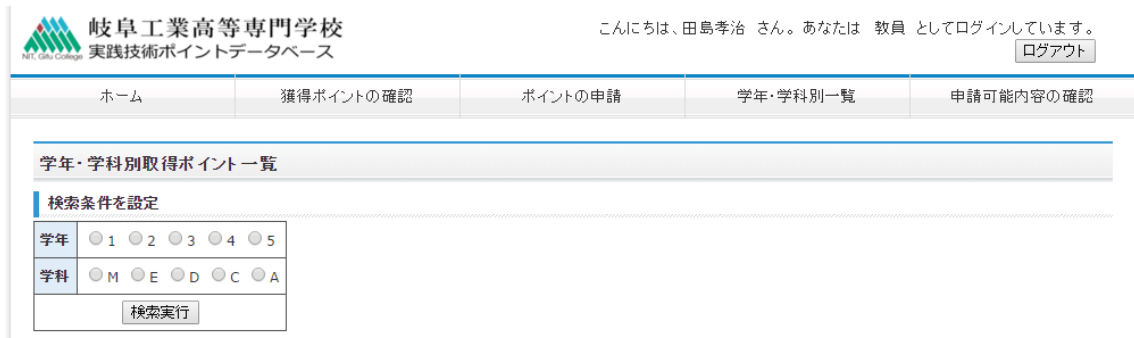 岐阜工業高等専門学校
実践技術ポイントデータベース
NIT, Gifu College
こんにちは、田島孝治 さん。あなたは 教員 としてログインしています。
ログアウト
ホーム 獲得ポイントの確認 ポイントの申請 学年・学科別一覧 申請可能内容の確認
学年・学科別取得ポイント一覧
検索条件を設定
学年 1 2 3 4 5
学科 M E D C A
検索実行